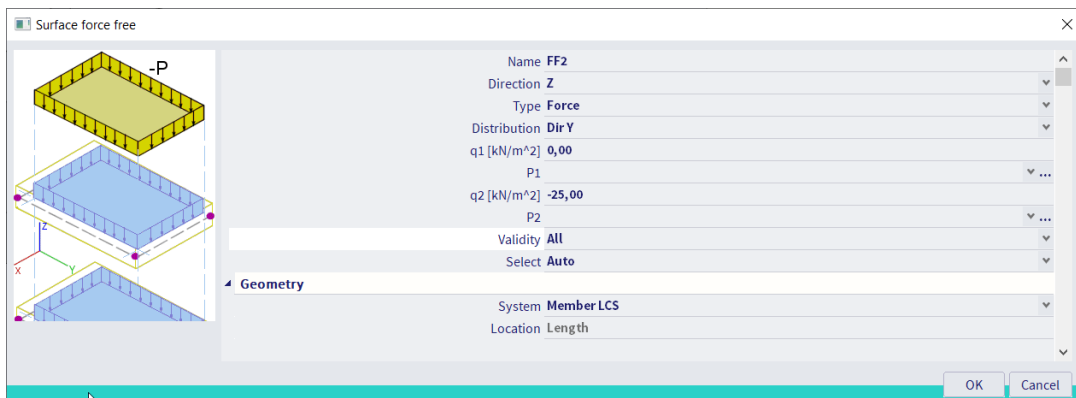 Surface force free
-P
Z
X
Y
Name FF2
Direction Z
Type Force
Distribution Dir Y
q1 [kN/m^2] 0,00
P1 ...
q2 [kN/m^2] -25,00
P2 ...
Validity All
Select Auto
Geometry
System Member LCS
Location Length
OK Cancel